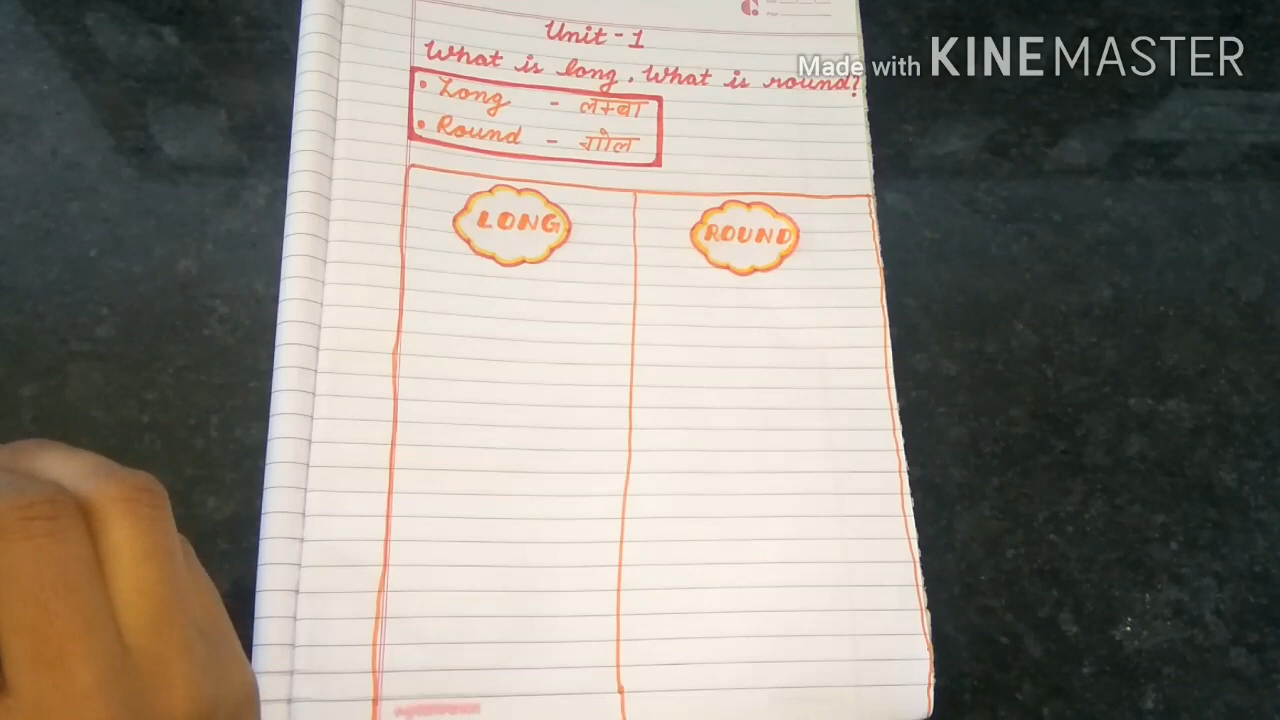 Unit - 1
What is long. What is round?
Made with KINEMASTER
• Long - लम्बा
• Round - गोल
LONG
ROUND